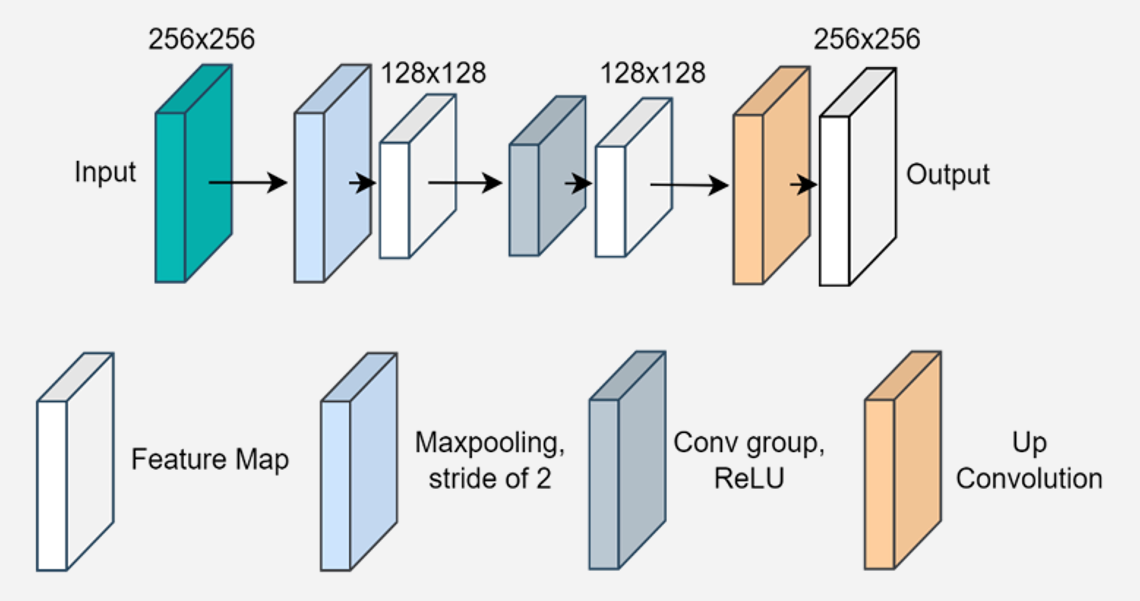 256x256
128x128
128x128
256x256
Input
Output
Feature Map
Maxpooling,
stride of 2
Conv group,
ReLU
Up
Convolution